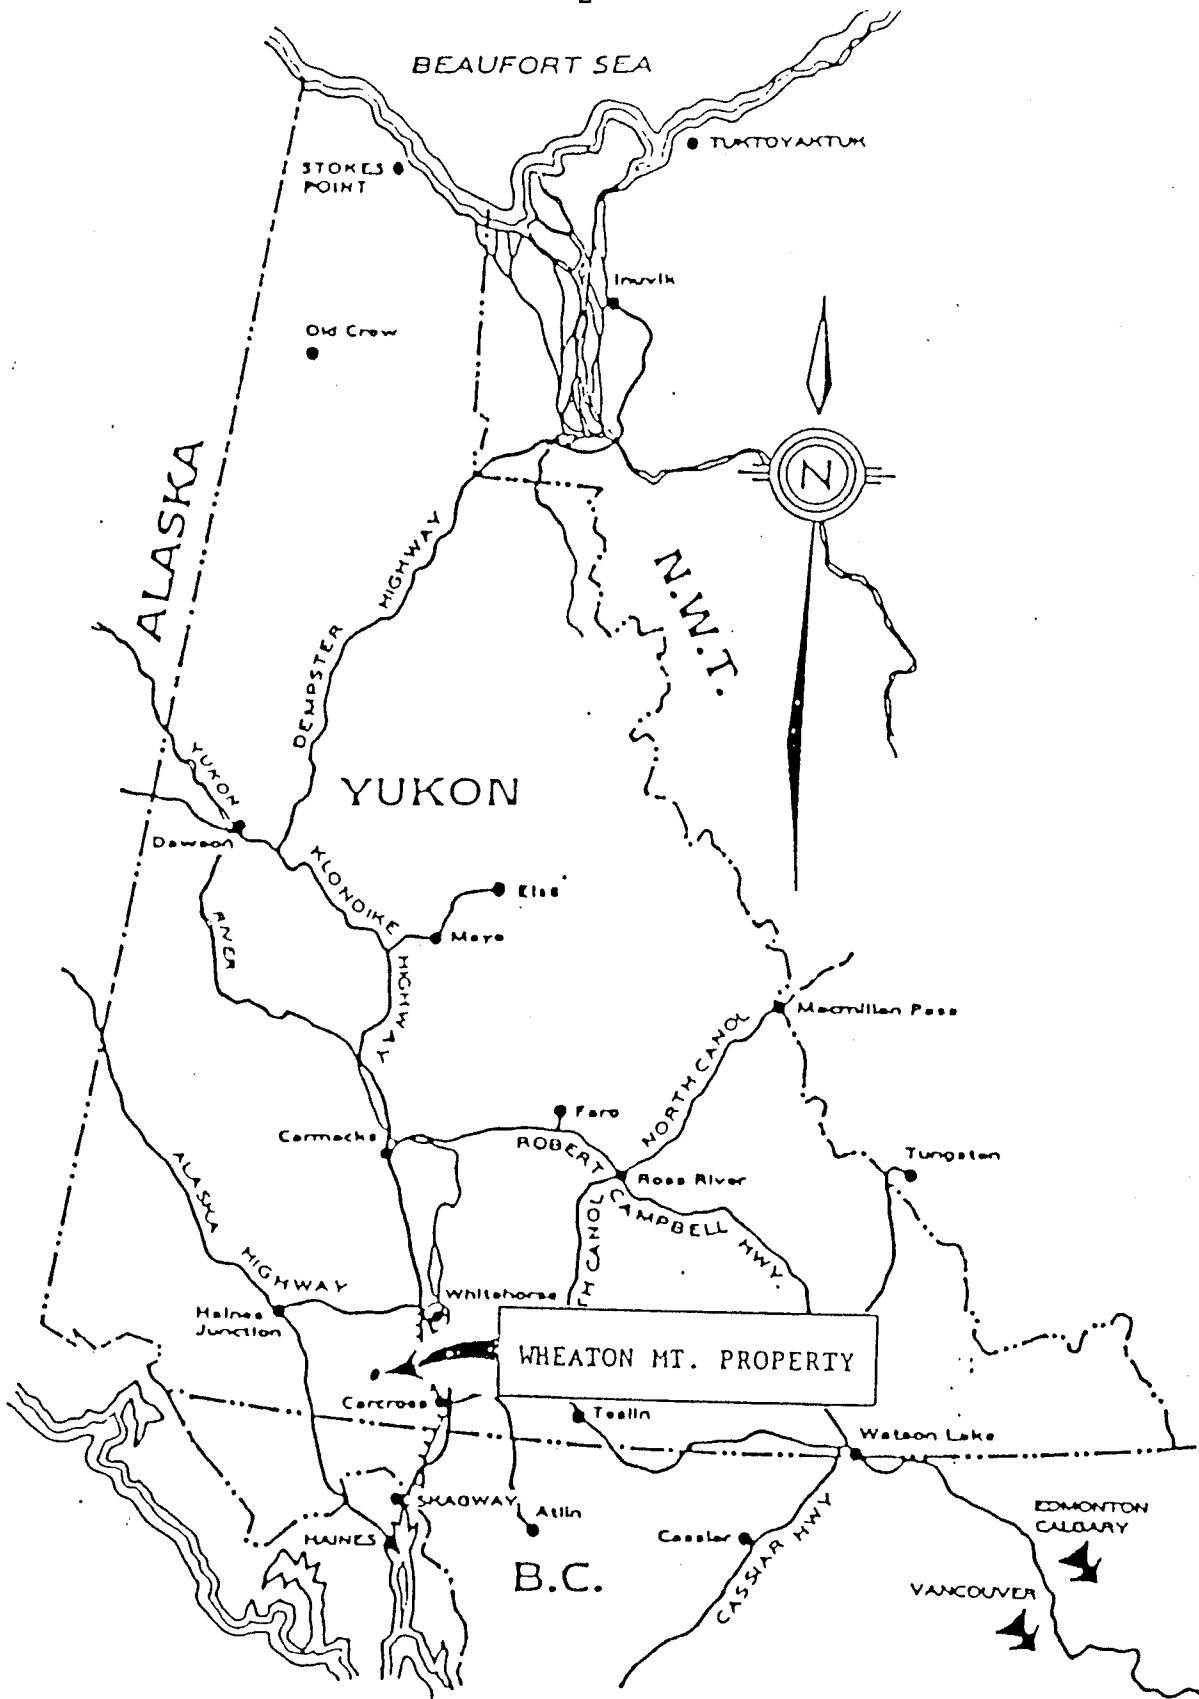 BEAUFORT SEA
TUKTOYAKTUK
STOKES
POINT
Inuvik
Old Crow
N
ALASKA
DEMPSTER HIGHWAY
N.W.T.
YUKON
YUKON
Dawson
KLONDIKE
HIGHWAY
Elsa
Mayo
RIVER
Macmillan Pass
NORTH CANOL
Faro
Carmacks
ROBERT
CAMPBELL HWY.
Ross River
Tungsten
ALASKA
HIGHWAY
TH CANOL
Whitehorse
Haines
Junction
WHEATON MT. PROPERTY
Carcross
Teslin
Watson Lake
SKAGWAY
Atlin
HAINES
Cassiar
CASSIAR HWY
B.C.
EDMONTON
CALGARY
VANCOUVER